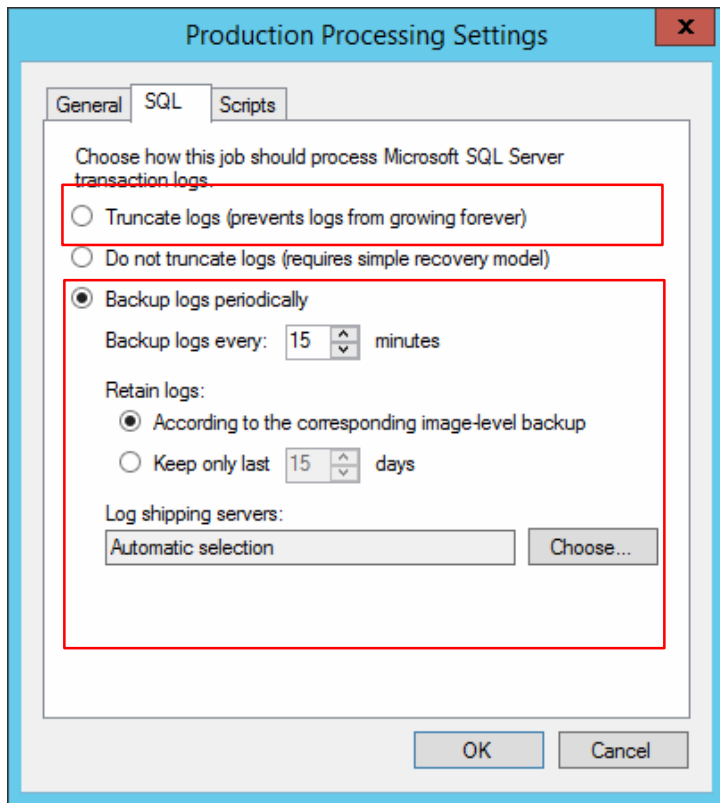 Production Processing Settings
x
General
SQL
Scripts
Choose how this job should process Microsoft SQL Server
transaction logs.
Truncate logs (prevents logs from growing forever)
Do not truncate logs (requires simple recovery model)
Backup logs periodically
Backup logs every: 15 minutes
Retain logs:
According to the corresponding image-level backup
Keep only last 15 days
Log shipping servers:
Automatic selection
Choose...
OK
Cancel